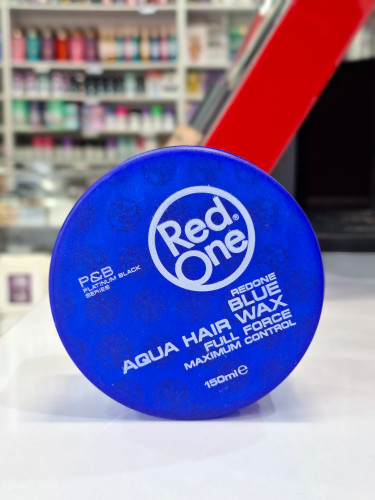 Red®
One
P&B
PLATINUM BLACK
SERIES
REDONE
BLUE
AQUA HAIR WAX
FULL FORCE
MAXIMUM CONTROL
150ml℮